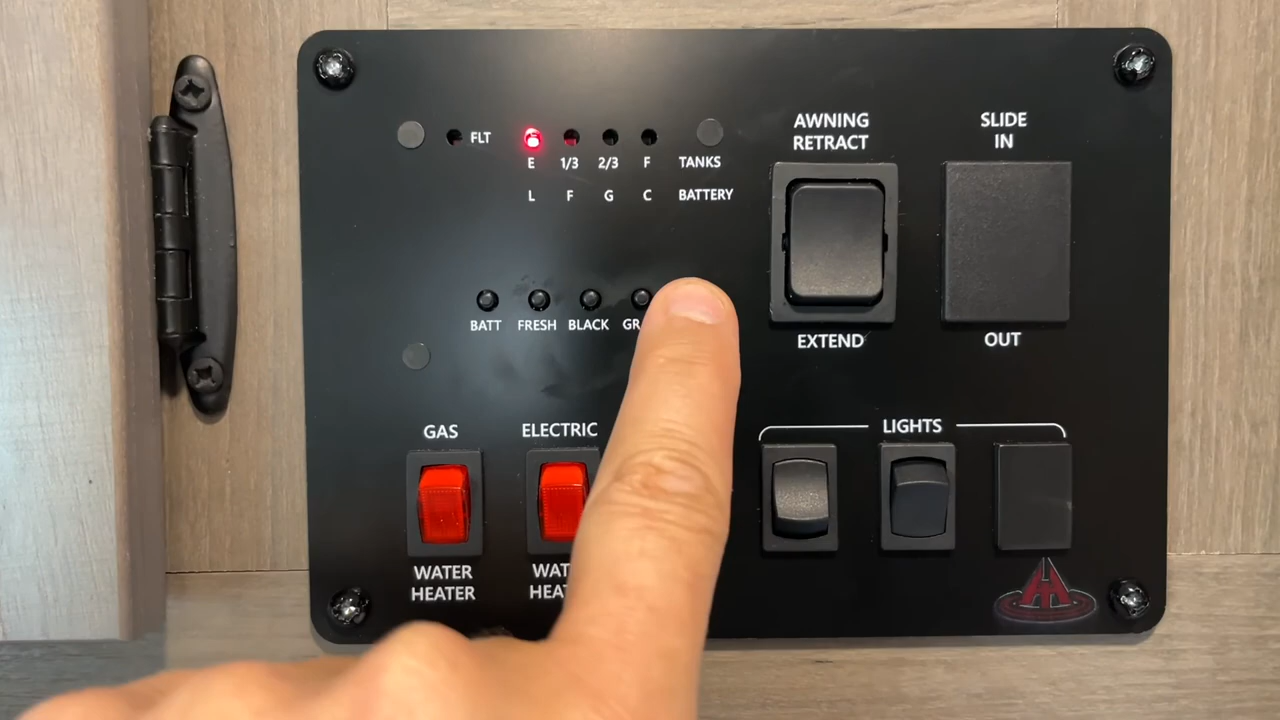 FLT
E 1/3 2/3 F TANKS
L F G C BATTERY
BATT FRESH BLACK
AWNING
RETRACT
EXTEND
SLIDE
IN
OUT
GAS
WATER
HEATER
ELECTRIC
LIGHTS